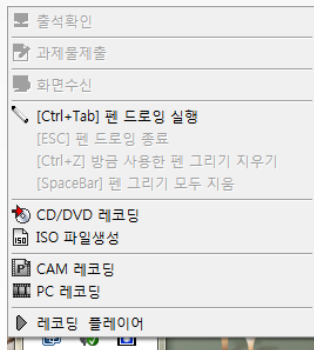 출석확인
과제물제출
화면수신
[Ctrl+Tab] 펜 드로잉 실행
[ESC] 펜 드로잉 종료
[Ctrl+Z] 방금 사용한 펜 그리기 지우기
[SpaceBar] 펜 그리기 모두 지움
CD/DVD 레코딩
ISO 파일생성
CAM 레코딩
PC 레코딩
레코딩 플레이어